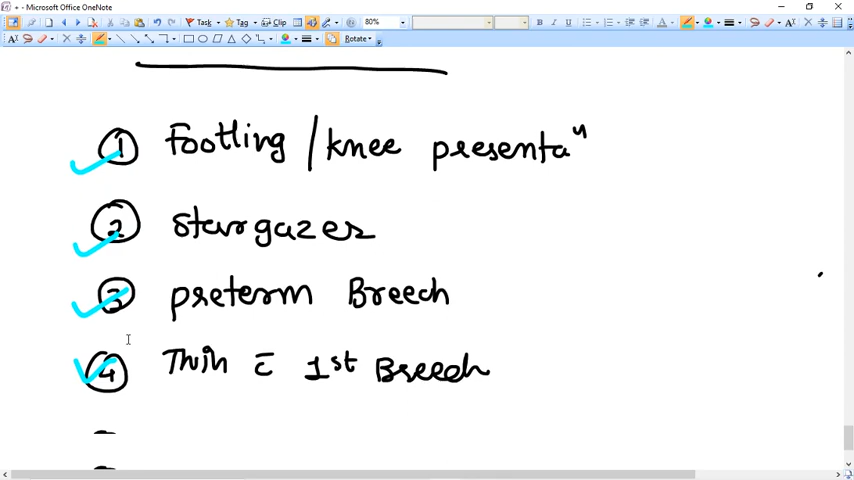 + - Microsoft Office OneNote
Task Tag Clip 80% B I U A
Rotate
1 Footling / knee presentaⁿ
2 Stargazer
3 preterm Breech
4 Twin c̄ 1st Breech